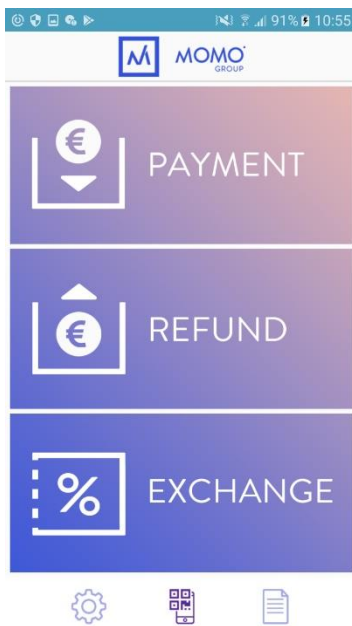 91% 10:55
MOMO
GROUP
€
PAYMENT
€
REFUND
%
EXCHANGE